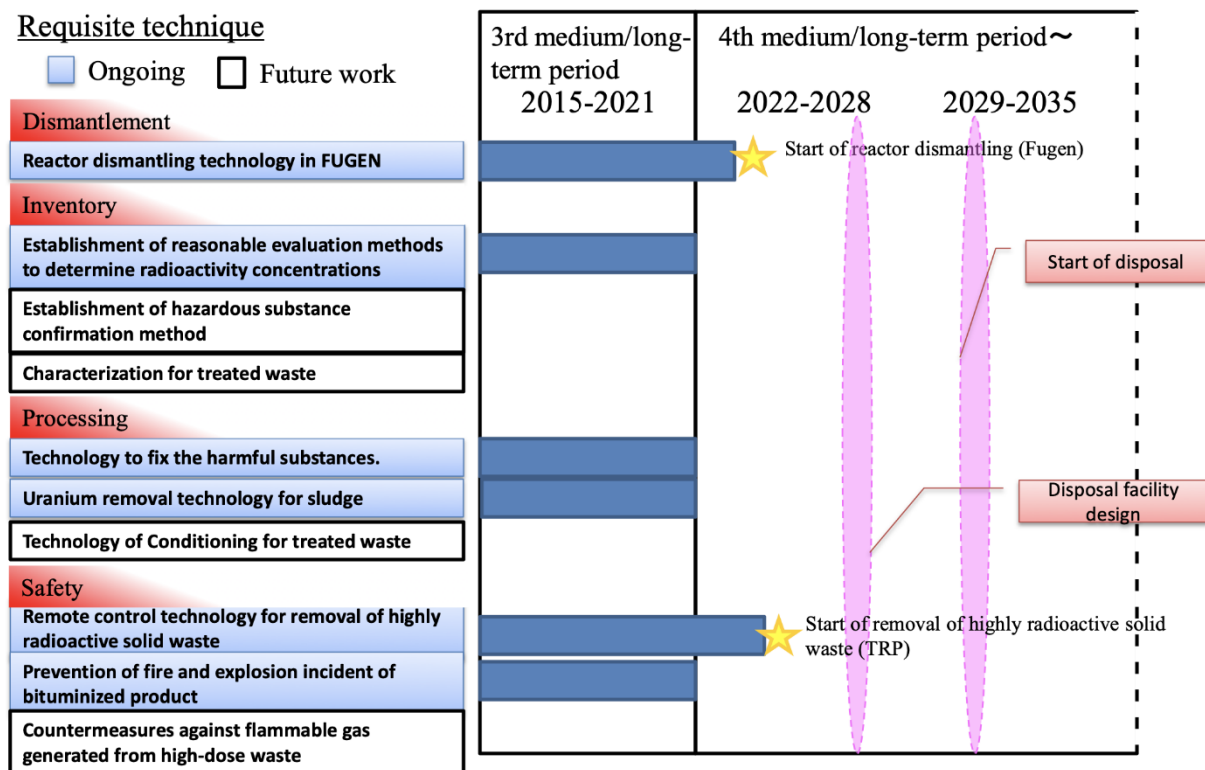 Requisite technique
Ongoing
Future work
3rd medium/long-
term period
2015-2021
4th medium/long-term period～
2022-2028
2029-2035
Dismantlement
Reactor dismantling technology in FUGEN
Start of reactor dismantling (Fugen)
Inventory
Establishment of reasonable evaluation methods
to determine radioactivity concentrations
Start of disposal
Establishment of hazardous substance
confirmation method
Characterization for treated waste
Processing
Technology to fix the harmful substances.
Uranium removal technology for sludge
Disposal facility
design
Technology of Conditioning for treated waste
Safety
Remote control technology for removal of highly
radioactive solid waste
Start of removal of highly radioactive solid
waste (TRP)
Prevention of fire and explosion incident of
bituminized product
Countermeasures against flammable gas
generated from high-dose waste